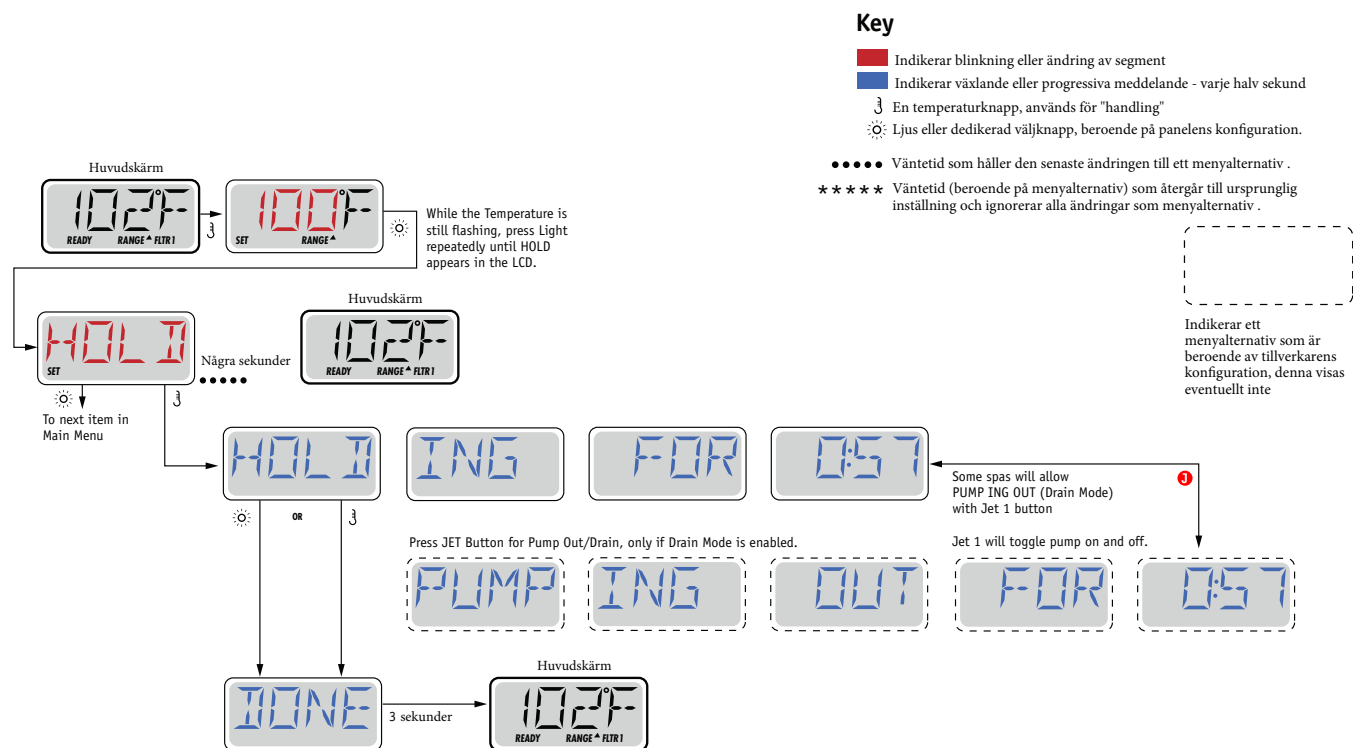 Key
Indikerar blinkning eller ändring av segment
Indikerar växlande eller progressiva meddelande - varje halv sekund
En temperaturknapp, används för "handling"
Ljus eller dedikerad väljknapp, beroende på panelens konfiguration.
••••• Väntetid som håller den senaste ändringen till ett menyalternativ .
***** Väntetid (beroende på menyalternativ) som återgår till ursprunglig
inställning och ignorerar alla ändringar som menyalternativ .
Indikerar ett
menyalternativ som är
beroende av tillverkarens
konfiguration, denna visas
eventuellt inte
Huvudskärm
102°F
READY RANGE FLTR1
100°F
SET RANGE
While the Temperature is
still flashing, press Light
repeatedly until HOLD
appears in the LCD.
HOLD
SET
Några sekunder
•••••
Huvudskärm
102°F
READY RANGE FLTR1
To next item in
Main Menu
HOLD
ING
FOR
0:57
Some spas will allow
PUMP ING OUT (Drain Mode)
with Jet 1 button
J
OR
Press JET Button for Pump Out/Drain, only if Drain Mode is enabled.
Jet 1 will toggle pump on and off.
PUMP
ING
OUT
FOR
0:57
DONE
3 sekunder
Huvudskärm
102°F
READY RANGE FLTR1